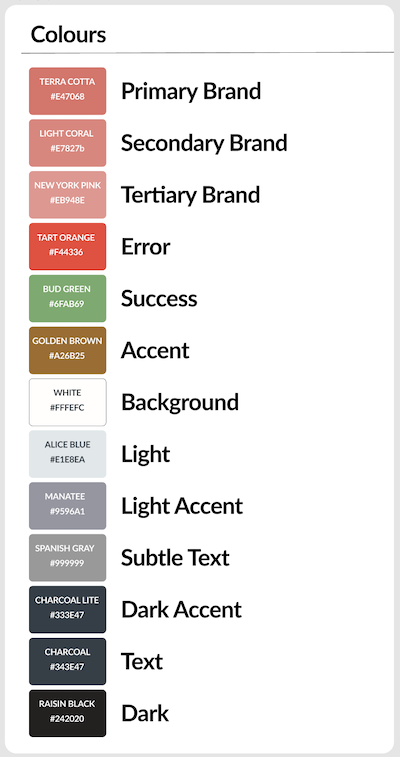 Colours
TERRA COTTA
#E47068
Primary Brand
LIGHT CORAL
#E7827b
Secondary Brand
NEW YORK PINK
#EB948E
Tertiary Brand
TART ORANGE
#F44336
Error
BUD GREEN
#6FAB69
Success
GOLDEN BROWN
#A26B25
Accent
WHITE
#FFFEFC
Background
ALICE BLUE
#E1E8EA
Light
MANATEE
#9596A1
Light Accent
SPANISH GRAY
#999999
Subtle Text
CHARCOAL LITE
#333E47
Dark Accent
CHARCOAL
#343E47
Text
RAISIN BLACK
#242020
Dark